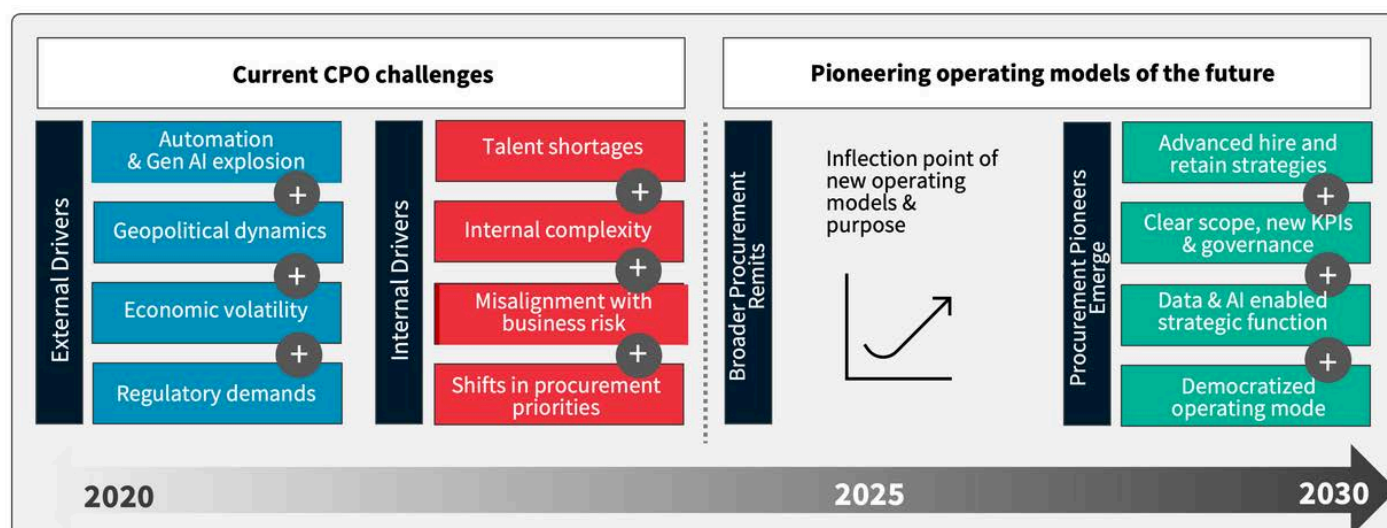 Current CPO challenges
Pioneering operating models of the future
External Drivers
Automation
& Gen AI explosion
+
Geopolitical dynamics
+
Economic volatility
+
Regulatory demands
Internal Drivers
Talent shortages
+
Internal complexity
+
Misalignment with
business risk
+
Shifts in procurement
priorities
Broader Procurement
Remits
Inflection point of
new operating
models &
purpose
Procurement Pioneers
Emerge
Advanced hire and
retain strategies
+
Clear scope, new KPIs
& governance
+
Data & AI enabled
strategic function
+
Democratized
operating mode
2020
2025
2030